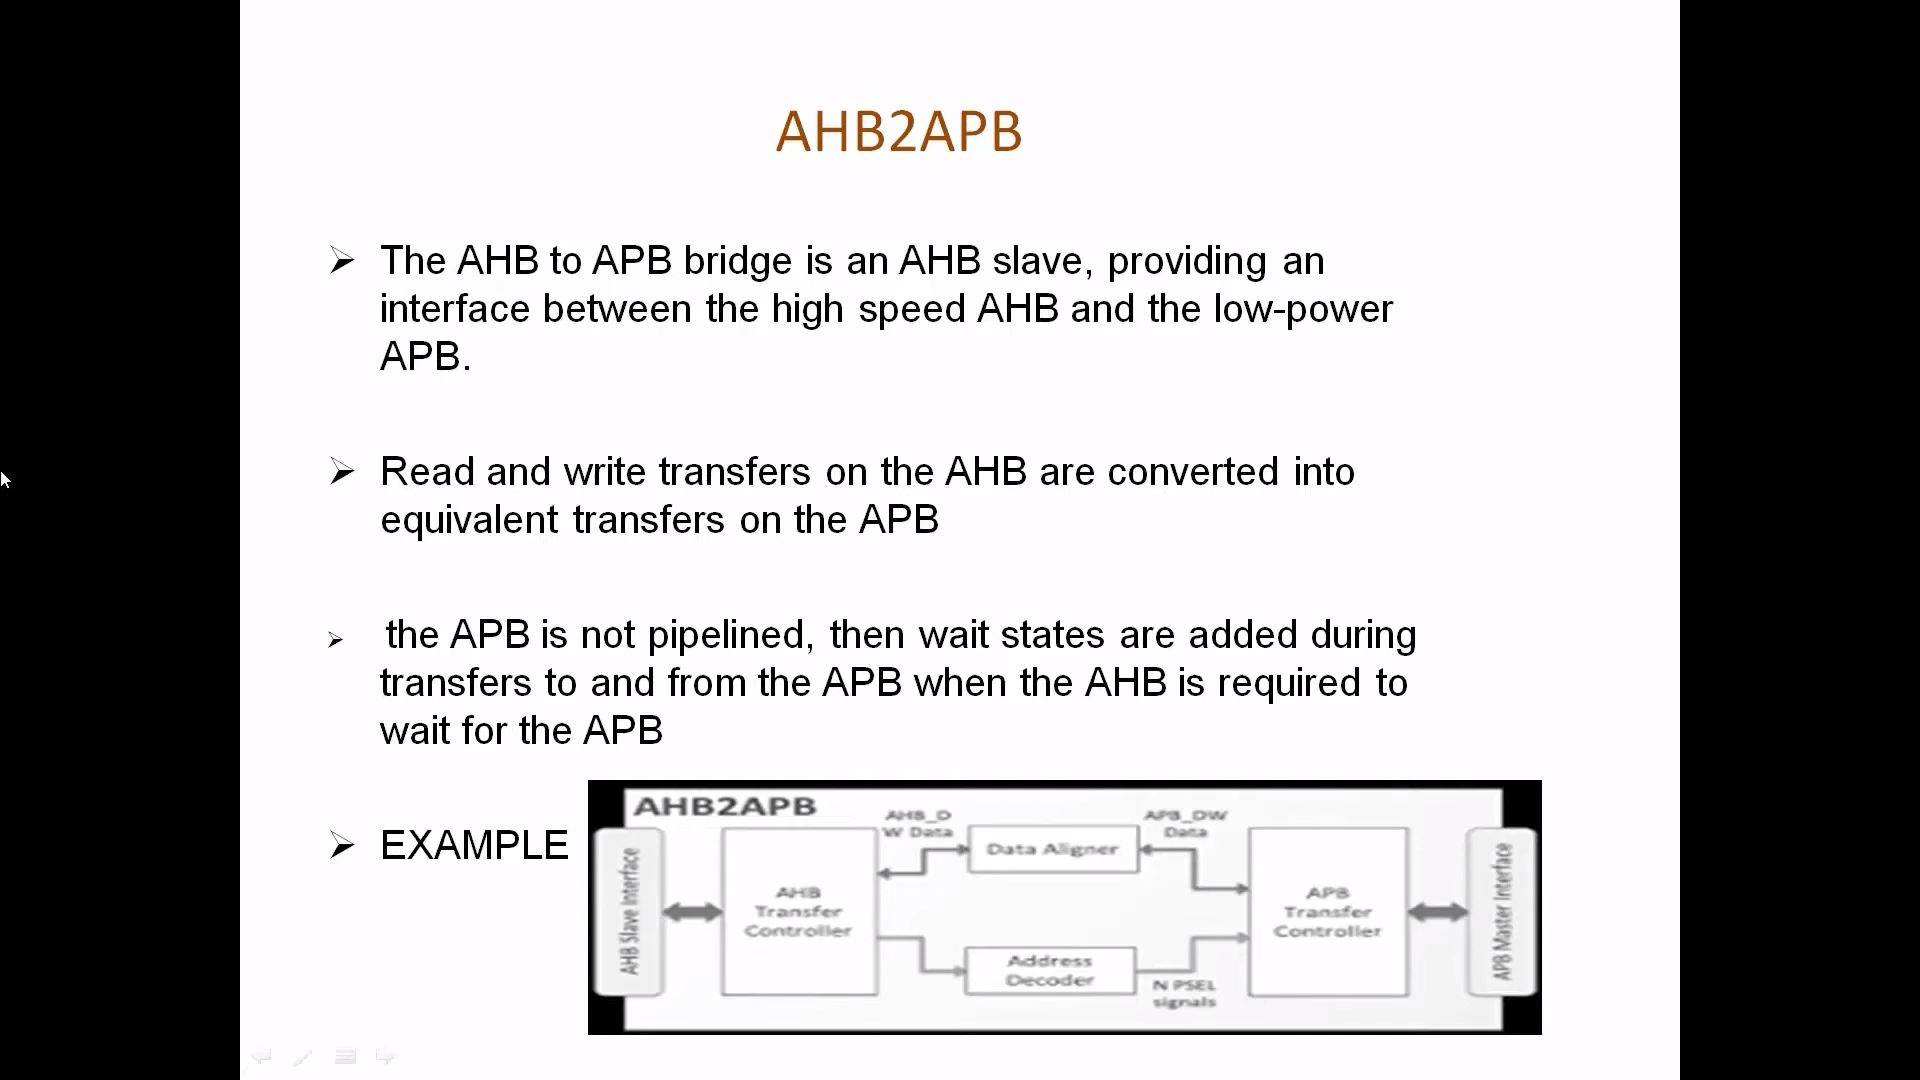 AHB2APB
The AHB to APB bridge is an AHB slave, providing an
interface between the high speed AHB and the low-power
APB.
Read and write transfers on the AHB are converted into
equivalent transfers on the APB
the APB is not pipelined, then wait states are added during
transfers to and from the APB when the AHB is required to
wait for the APB
EXAMPLE
AHB2APB
AHB Slave Interface
AHB
Transfer
Controller
AHB_D
W Data
Data Aligner
APB_DW
Data
Address
Decoder
N PSEL
signals
APB
Transfer
Controller
APB Master Interface